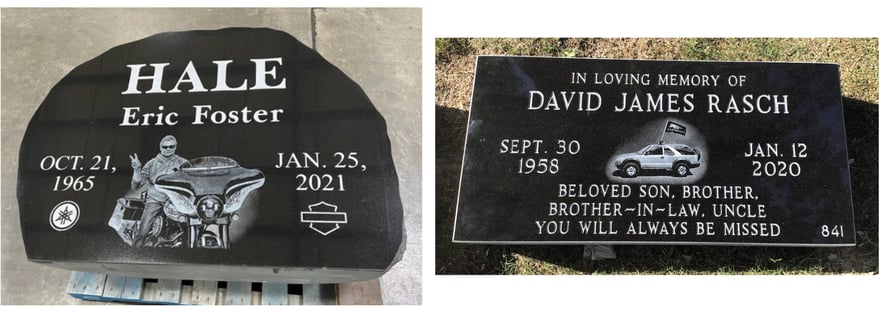 HALE
Eric Foster
OCT. 21,
1965
JAN. 25,
2021
IN LOVING MEMORY OF
DAVID JAMES RASCH
SEPT. 30
1958
JAN. 12
2020
BELOVED SON, BROTHER,
BROTHER~IN~LAW, UNCLE
YOU WILL ALWAYS BE MISSED
841